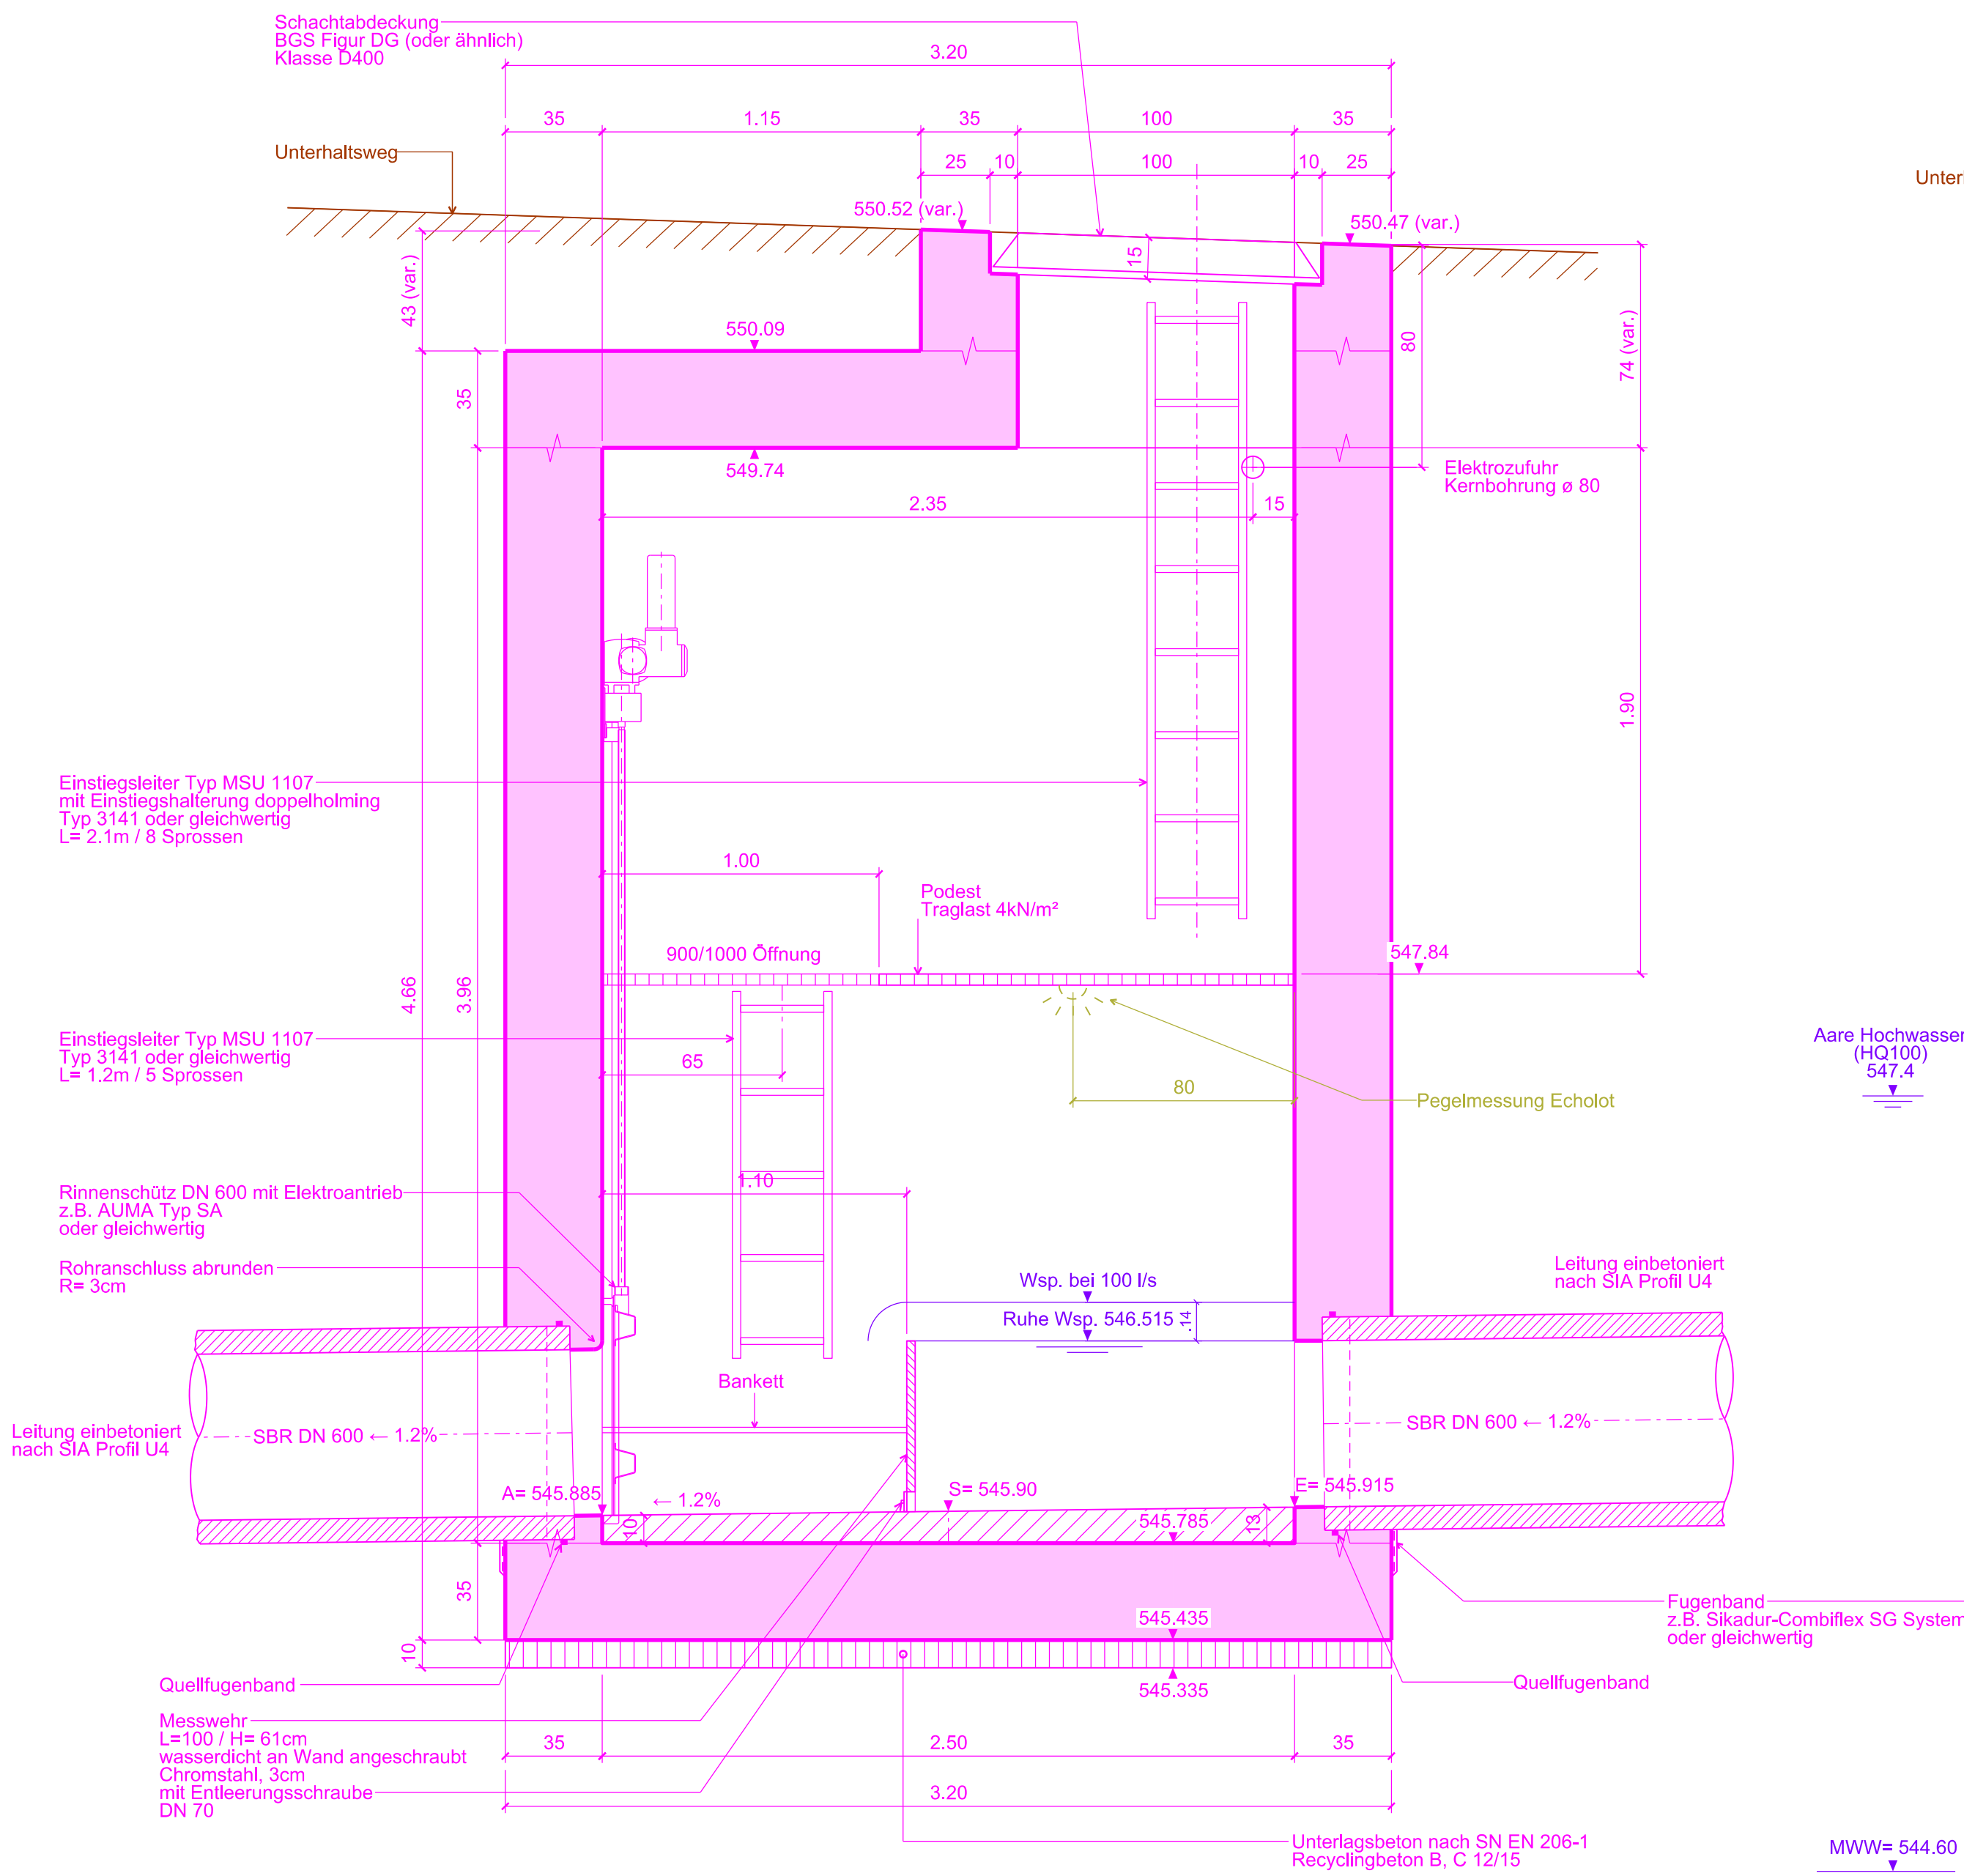 Schachtabdeckung
BGS Figur DG (oder ähnlich)
Klasse D400
3.20
35
1.15
35
100
35
Unterhaltsweg
25
10
100
10
25
550.52 (var.)
550.47 (var.)
15
43 (var.)
550.09
80
74 (var.)
35
549.74
Elektrozufuhr
Kernbohrung ø 80
2.35
15
1.90
Einstiegsleiter Typ MSU 1107
mit Einstiegshalterung doppelholming
Typ 3141 oder gleichwertig
L= 2.1m / 8 Sprossen
1.00
Podest
Traglast 4kN/m²
900/1000 Öffnung
547.84
4.66
3.96
Einstiegsleiter Typ MSU 1107
Typ 3141 oder gleichwertig
L= 1.2m / 5 Sprossen
65
80
Pegelmessung Echolot
Aare Hochwasser
(HQ100)
547.4
1.10
Rinnenschütz DN 600 mit Elektroantrieb
z.B. AUMA Typ SA
oder gleichwertig
Rohranschluss abrunden
R= 3cm
Wsp. bei 100 l/s
Ruhe Wsp. 546.515
.14
Leitung einbetoniert
nach SIA Profil U4
Bankett
Leitung einbetoniert
nach SIA Profil U4
SBR DN 600 ← 1.2%
SBR DN 600 ← 1.2%
A= 545.885
← 1.2%
S= 545.90
E= 545.915
10
545.785
13
35
545.435
10
545.335
Fugenband
z.B. Sikadur-Combiflex SG System
oder gleichwertig
Quellfugenband
Quellfugenband
Messwehr
L=100 / H= 61cm
wasserdicht an Wand angeschraubt
Chromstahl, 3cm
mit Entleerungsschraube
DN 70
35
2.50
35
3.20
Unterlagsbeton nach SN EN 206-1
Recyclingbeton B, C 12/15
MWW= 544.60
Unter